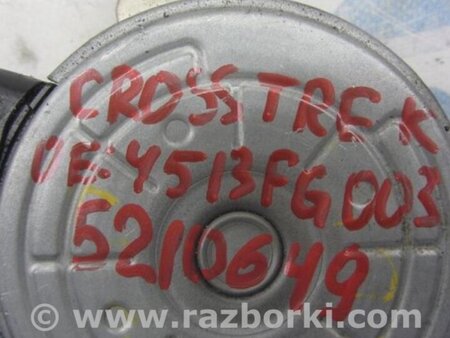 CROSSTREK
OE: 4513FG003
5210649
www.razborki.com